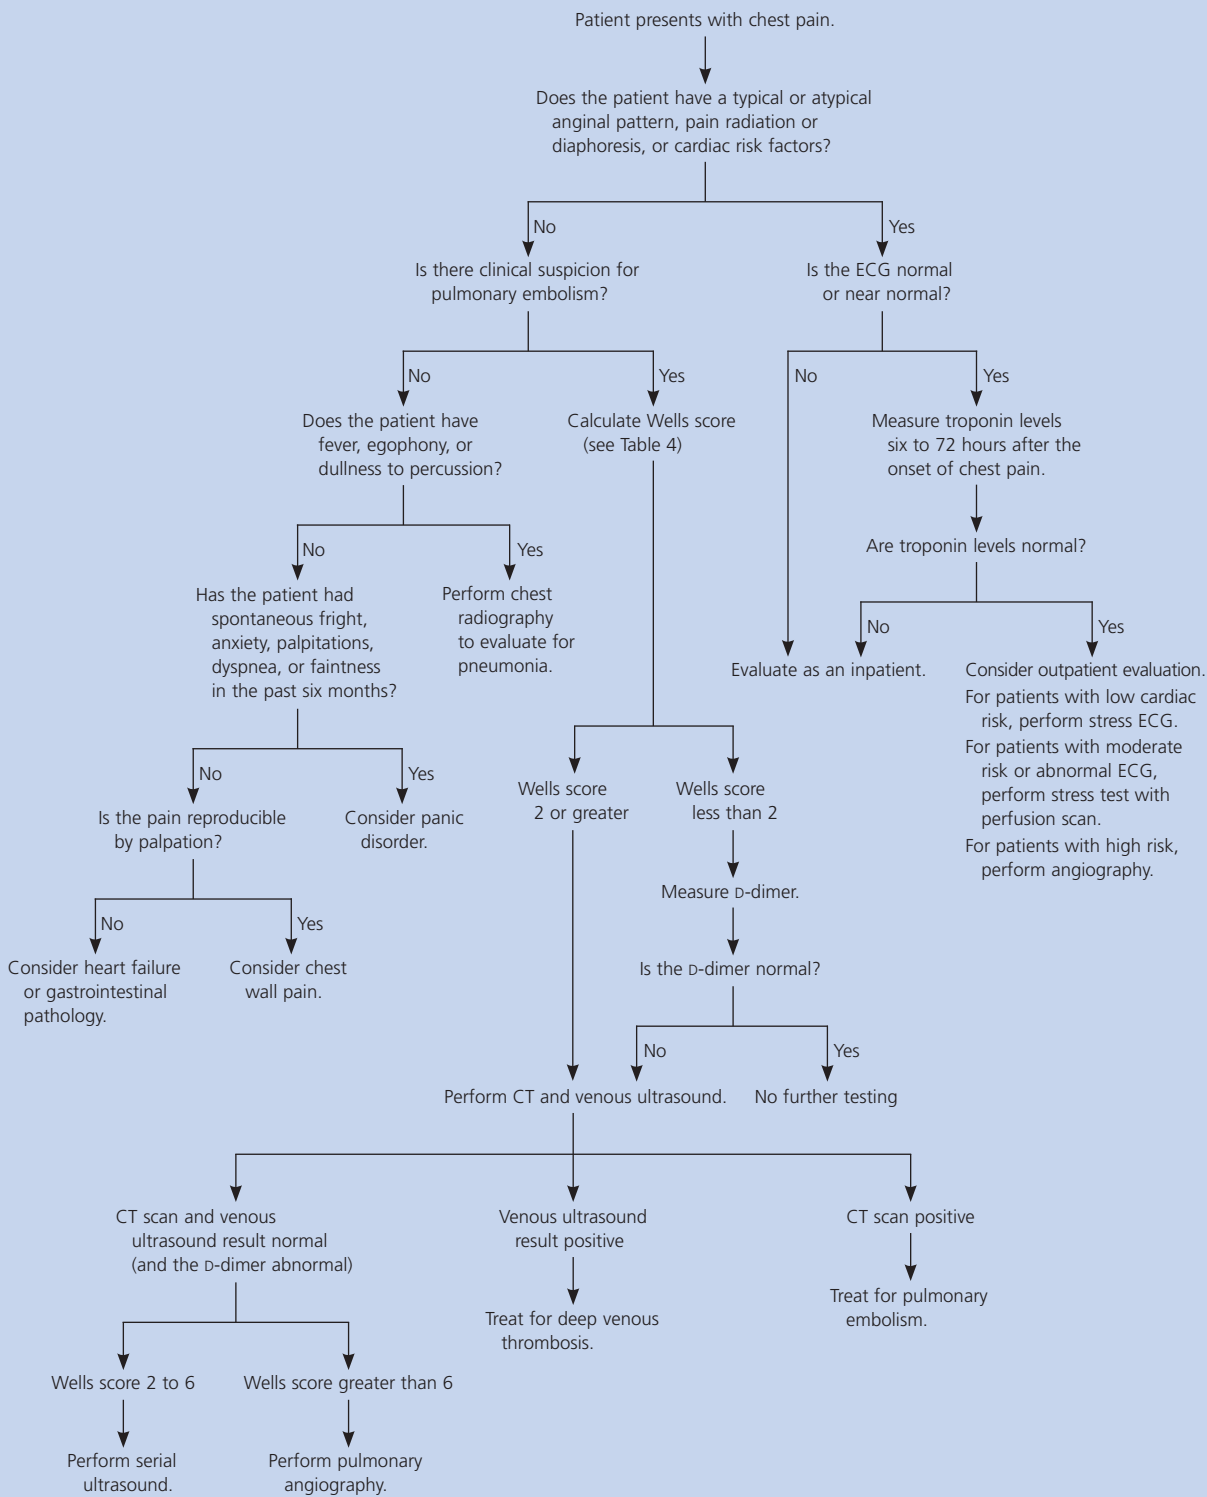 Patient presents with chest pain.
Does the patient have a typical or atypical
anginal pattern, pain radiation or
diaphoresis, or cardiac risk factors?
No
Yes
Is there clinical suspicion for
pulmonary embolism?
Is the ECG normal
or near normal?
No
Yes
No
Yes
Does the patient have
fever, egophony, or
dullness to percussion?
Calculate Wells score
(see Table 4)
Measure troponin levels
six to 72 hours after the
onset of chest pain.
No
Yes
Are troponin levels normal?
Has the patient had
spontaneous fright,
anxiety, palpitations,
dyspnea, or faintness
in the past six months?
Perform chest
radiography
to evaluate for
pneumonia.
No
Yes
Evaluate as an inpatient.
Consider outpatient evaluation.
For patients with low cardiac
risk, perform stress ECG.
For patients with moderate
risk or abnormal ECG,
perform stress test with
perfusion scan.
For patients with high risk,
perform angiography.
No
Yes
Wells score
2 or greater
Wells score
less than 2
Is the pain reproducible
by palpation?
Consider panic
disorder.
Measure D-dimer.
No
Yes
Is the D-dimer normal?
Consider heart failure
or gastrointestinal
pathology.
Consider chest
wall pain.
No
Yes
Perform CT and venous ultrasound.
No further testing
CT scan and venous
ultrasound result normal
(and the D-dimer abnormal)
Venous ultrasound
result positive
CT scan positive
Treat for deep venous
thrombosis.
Treat for pulmonary
embolism.
Wells score 2 to 6
Wells score greater than 6
Perform serial
ultrasound.
Perform pulmonary
angiography.